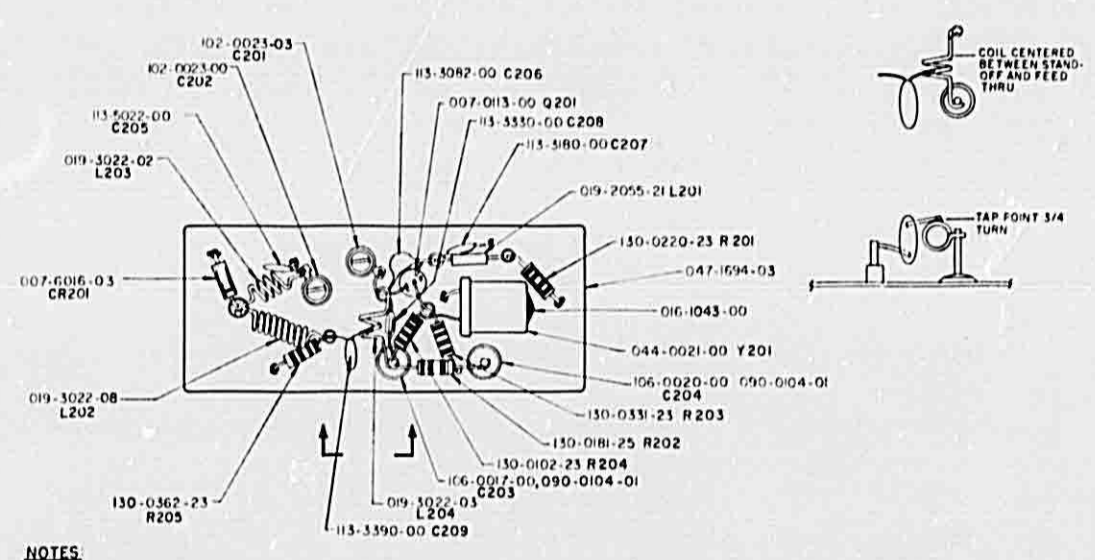 102-0023-03
C201
102-0023-00
C202
113-5022-00
C205
019-3022-02
L203
007-6016-03
CR201
019-3022-08
L202
130-0362-23
R205
113-3390-00 C209
019-3022-03
L204
106-0017-00,090-0104-01
C203
130-0102-23 R204
130-0181-25 R202
130-0331-23 R203
106-0020-00 090-0104-01
C204
044-0021-00 Y201
016-1043-00
047-1694-03
130-0220-23 R201
019-2055-21 L201
113-3180-00 C207
113-3330-00 C208
007-0113-00 Q201
113-3082-00 C206
COIL CENTERED
BETWEEN STAND-
OFF AND FEED
THRU
TAP POINT 3/4
TURN
NOTES